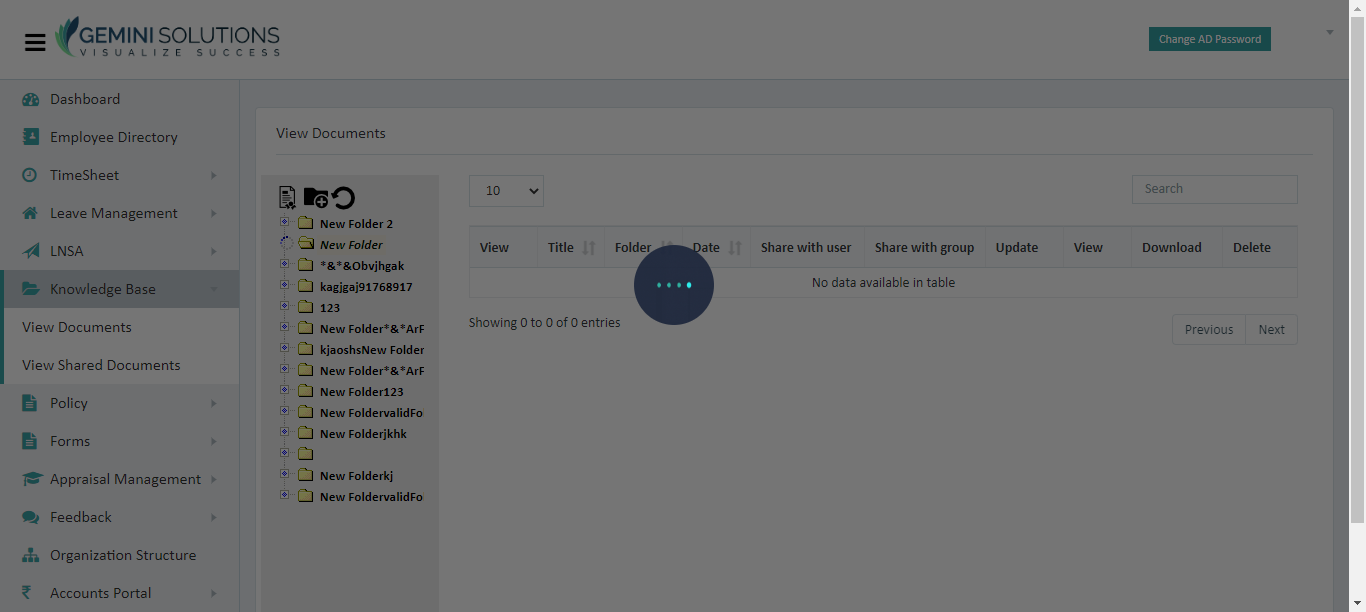 GEMINI SOLUTIONS
VISUALIZE SUCCESS
Change AD Password
Dashboard
Employee Directory
TimeSheet
Leave Management
LNSA
Knowledge Base
View Documents
View Shared Documents
Policy
Forms
Appraisal Management
Feedback
Organization Structure
Accounts Portal
View Documents
New Folder 2
New Folder
*&*&Obvjhgak
kagjgaj91768917
123
New Folder*&*ArF
kjaoshsNew Folder
New Folder*&*ArF
New Folder123
New FoldervalidFo
New Folderjkhk
New Folderkj
New FoldervalidFo
10
Search
View Title Folder Date Share with user Share with group Update View Download Delete
No data available in table
Showing 0 to 0 of 0 entries
Previous Next